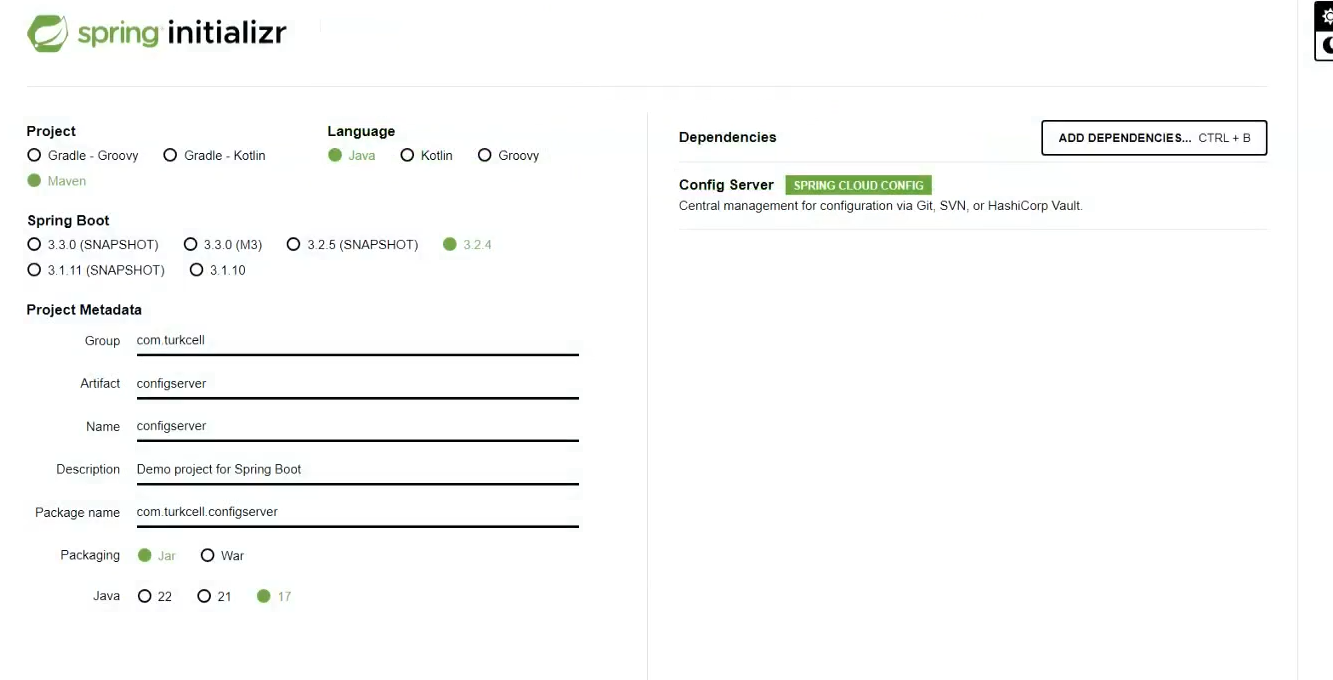 spring initializr
Project
Gradle - Groovy Gradle - Kotlin
Maven
Language
Java Kotlin Groovy
Spring Boot
3.3.0 (SNAPSHOT) 3.3.0 (M3) 3.2.5 (SNAPSHOT) 3.2.4
3.1.11 (SNAPSHOT) 3.1.10
Project Metadata
Group com.turkcell
Artifact configserver
Name configserver
Description Demo project for Spring Boot
Package name com.turkcell.configserver
Packaging Jar War
Java 22 21 17
Dependencies
ADD DEPENDENCIES... CTRL + B
Config Server SPRING CLOUD CONFIG
Central management for configuration via Git, SVN, or HashiCorp Vault.